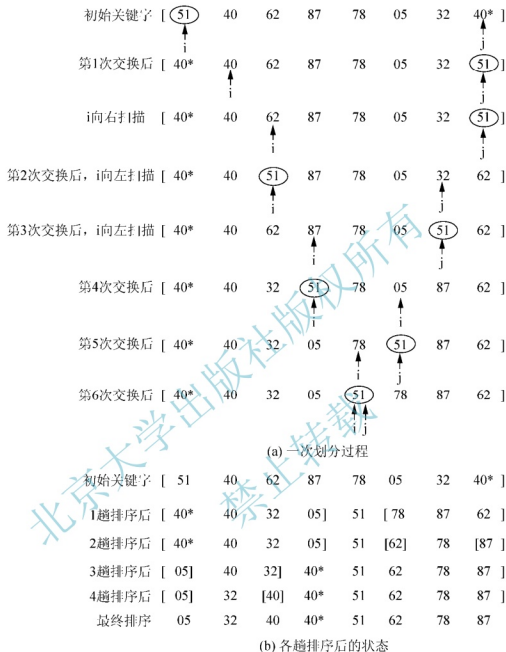 初始关键字 [ 51 40 62 87 78 05 32 40* ]
i j
第1次交换后 [ 40* 40 62 87 78 05 32 51 ]
i j
i向右扫描 [ 40* 40 62 87 78 05 32 51 ]
i j
第2次交换后，i向左扫描 [ 40* 40 51 87 78 05 32 62 ]
i j
第3次交换后，i向左扫描 [ 40* 40 62 87 78 05 51 62 ]
i j
第4次交换后 [ 40* 40 32 51 78 05 87 62 ]
i i
第5次交换后 [ 40* 40 32 05 78 51 87 62 ]
i j
第6次交换后 [ 40* 40 32 05 51 78 87 62 ]
i j
(a) 一次划分过程
初始关键字 [ 51 40 62 87 78 05 32 40* ]
1趟排序后 [ 40* 40 32 05] 51 [ 78 87 62 ]
2趟排序后 [ 40* 40 32 05] 51 [62] 78 [87 ]
3趟排序后 [ 05] 40 32] 40* 51 62 78 87 ]
4趟排序后 [ 05] 32 [40] 40* 51 62 78 87 ]
最终排序 05 32 40 40* 51 62 78 87
(b) 各趟排序后的状态
北京大学出版社版权所有
禁止转载